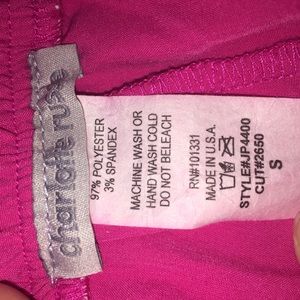 charlotte russe
97% POLYESTER
3% SPANDEX
MACHINE WASH OR
HAND WASH COLD
DO NOT BLEACH
RN#101331
MADE IN U.S.A.
STYLE#JP4400
CUT#2650
S